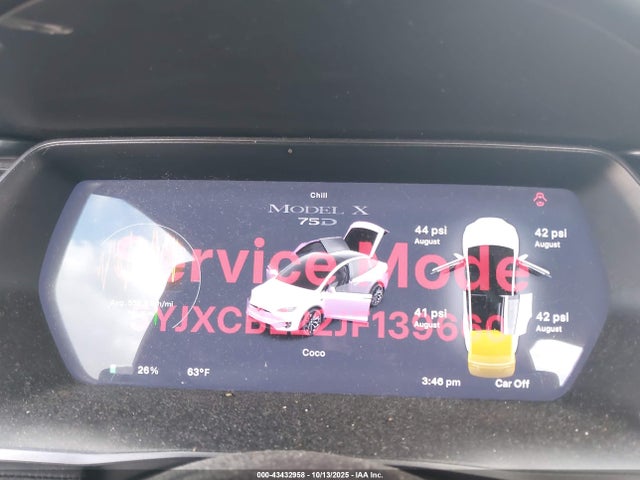 Chill
MODEL X
75D
Service Mode
44 psi
August
42 psi
August
41 psi
August
42 psi
August
Coco
26%
63°F
3:46 pm
Car Off
000-43432958 - 10/13/2025 - IAA Inc.